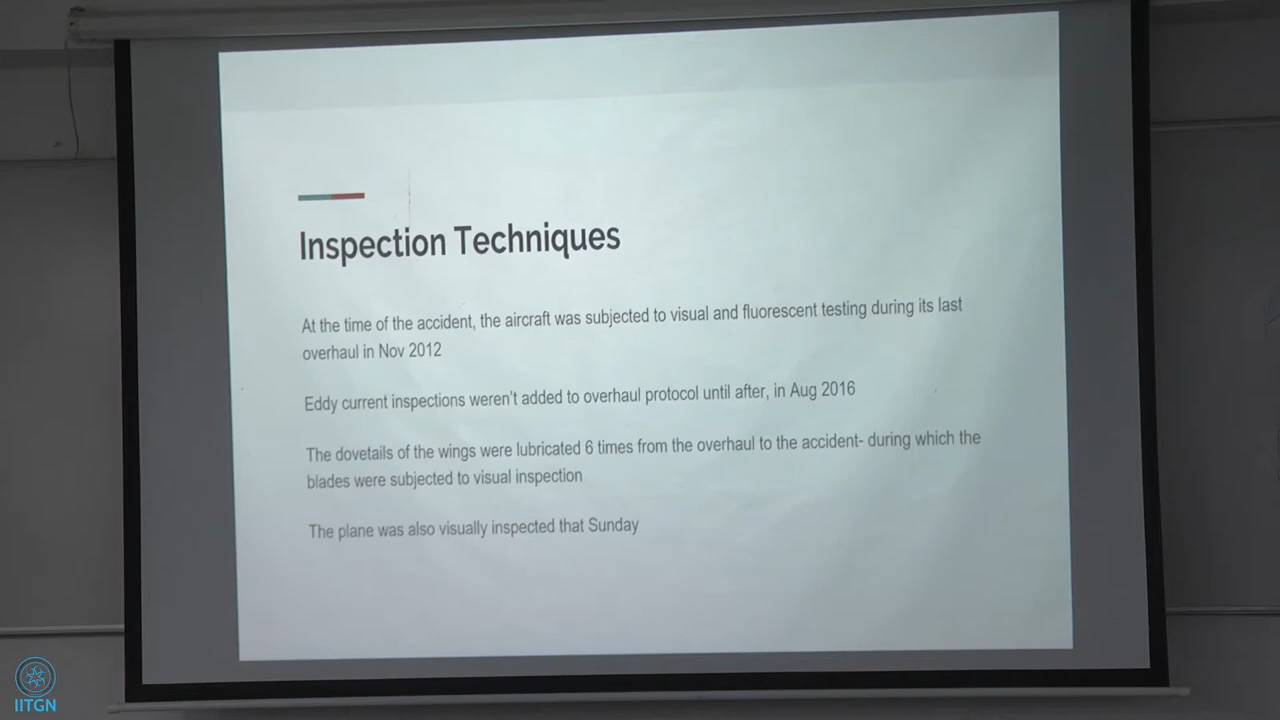 Inspection Techniques
At the time of the accident, the aircraft was subjected to visual and fluorescent testing during its last
overhaul in Nov 2012
Eddy current inspections weren't added to overhaul protocol until after, in Aug 2016
The dovetails of the wings were lubricated 6 times from the overhaul to the accident- during which the
blades were subjected to visual inspection
The plane was also visually inspected that Sunday
IITGN